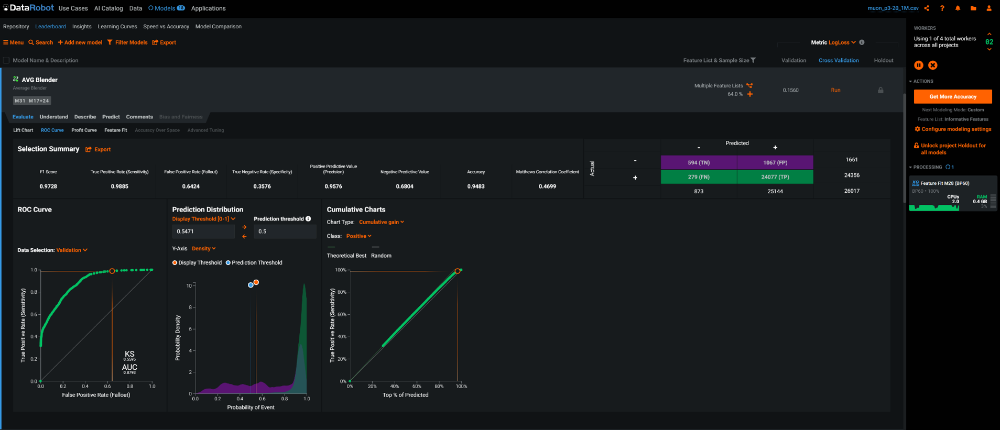 DataRobot Use Cases AI Catalog Data Models 18 Applications muon_p3-20_1M.csv
Repository Leaderboard Insights Learning Curves Speed vs Accuracy Model Comparison
Menu Search Add new model Filter Models Export
Metric LogLoss
Model Name & Description Feature List & Sample Size Validation Cross Validation Holdout
AVG Blender
Average Blender
M31 M17+24
Multiple Feature Lists
64.0 %
0.1560 Run
Evaluate Understand Describe Predict Comments Bias and Fairness
Lift Chart ROC Curve Profit Curve Feature Fit Accuracy Over Space Advanced Tuning
Selection Summary Export
F1 Score
0.9728
True Positive Rate (Sensitivity)
0.9885
False Positive Rate (Fallout)
0.6424
True Negative Rate (Specificity)
0.3576
Positive Predictive Value
(Precision)
0.9576
Negative Predictive Value
0.6804
Accuracy
0.9483
Matthews Correlation Coefficient
0.4699
Predicted
- +
Actual
- 594 (TN) 1067 (FP) 1661
+ 279 (FN) 24077 (TP) 24356
873 25144 26017
ROC Curve
Data Selection: Validation
True Positive Rate (Sensitivity)
1.0
0.8
0.6
0.4
0.2
0.0
KS
0.5595
AUC
0.8798
0.0 0.2 0.4 0.6 0.8 1.0
False Positive Rate (Fallout)
Prediction Distribution
Display Threshold [0-1] Prediction threshold
0.5471 0.5
Y-Axis Density
Display Threshold Prediction Threshold
Probability Density
10
8
6
4
2
0
0.0 0.2 0.4 0.6 0.8 1.0
Probability of Event
Cumulative Charts
Chart Type: Cumulative gain
Class: Positive
Theoretical Best Random
True Positive Rate (Sensitivity)
100%
80%
60%
40%
20%
0%
0% 20% 40% 60% 80% 100%
Top % of Predicted
WORKERS
Using 1 of 4 total workers
across all projects
02
ACTIONS
Get More Accuracy
Next Modeling Mode: Custom
Feature List: Informative Features
Configure modeling settings
Unlock project Holdout for
all models
PROCESSING 1
XG Boost Feature Fit M28 (BP60)
BP60 • 100%
CPUs RAM
2.0 0.4 GB
3%